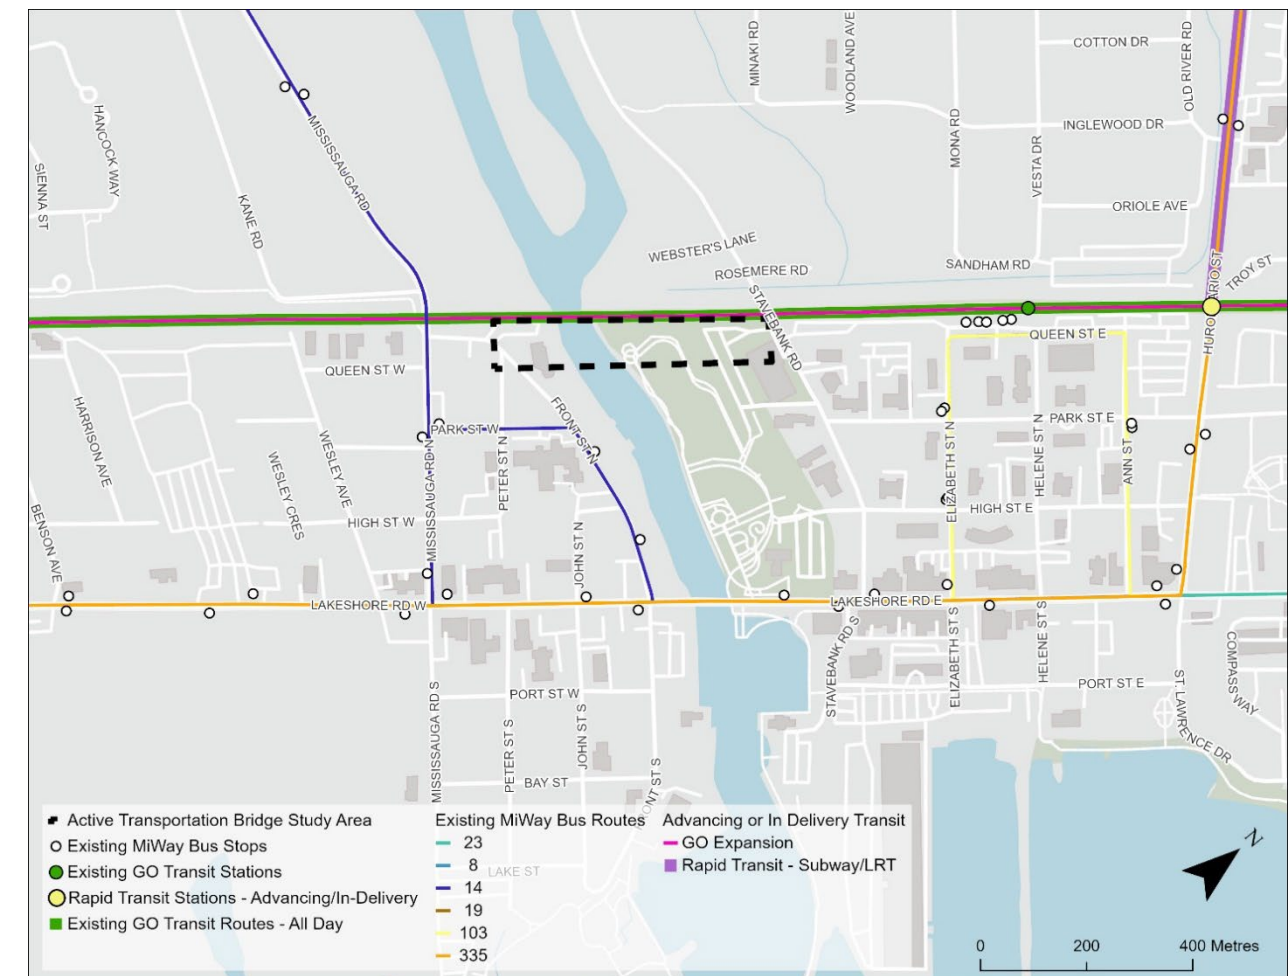 MINAKI RD
WOODLAND AVE
COTTON DR
OLD RIVER RD
HANCOCK WAY
MISSISSAUGA RD
MONA RD
INGLEWOOD DR
VESTA DR
SIENNA ST
KANE RD
ORIOLE AVE
WEBSTER'S LANE
ROSEMERE RD
SANDHAM RD
TROY ST
HURONTARIO ST
STAVEBANK RD
QUEEN ST E
QUEEN ST W
HARRISON AVE
WESLEY AVE
FRONT ST N
PARK ST W
PARK ST E
WESLEY CRES
MISSISSAUGA RD N
PETER ST N
ELIZABETH ST N
HELENE ST N
ANN ST
BENSON AVE
HIGH ST W
HIGH ST E
JOHN ST N
LAKESHORE RD W
LAKESHORE RD E
STAVEBANK RD S
ELIZABETH ST S
HELENE ST S
COMPASS WAY
PORT ST W
PORT ST E
MISSISSAUGA RD S
PETER ST S
JOHN ST S
ST. LAWRENCE DR
BAY ST
FRONT ST S
LAKE ST
Active Transportation Bridge Study Area
Existing MiWay Bus Stops
Existing GO Transit Stations
Rapid Transit Stations - Advancing/In-Delivery
Existing GO Transit Routes - All Day
Existing MiWay Bus Routes
23
8
14
19
103
335
Advancing or In Delivery Transit
GO Expansion
Rapid Transit - Subway/LRT
N
0 200 400 Metres